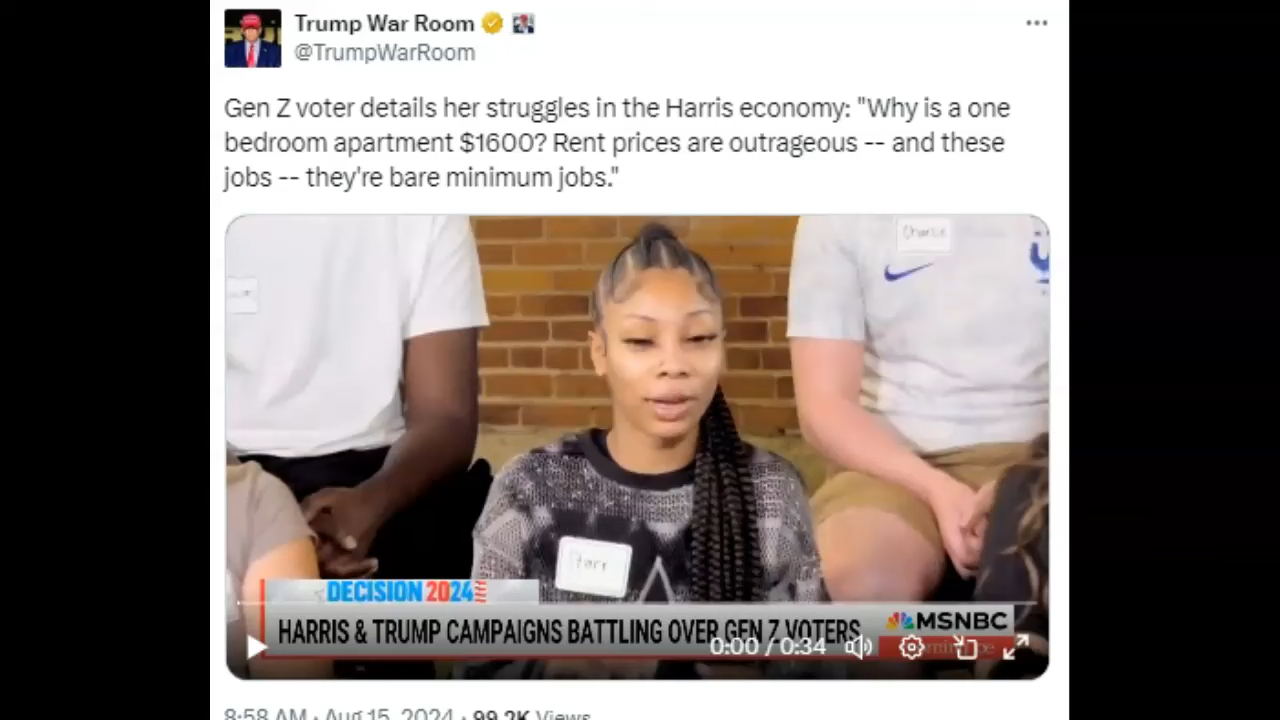 Trump War Room
@TrumpWarRoom
Gen Z voter details her struggles in the Harris economy: "Why is a one
bedroom apartment $1600? Rent prices are outrageous -- and these
jobs -- they're bare minimum jobs."
Charlie
Starr
DECISION 2024
HARRIS & TRUMP CAMPAIGNS BATTLING OVER GEN Z VOTERS
MSNBC
0:00 / 0:34
8:58 AM · Aug 15, 2024 · 99.2K Views